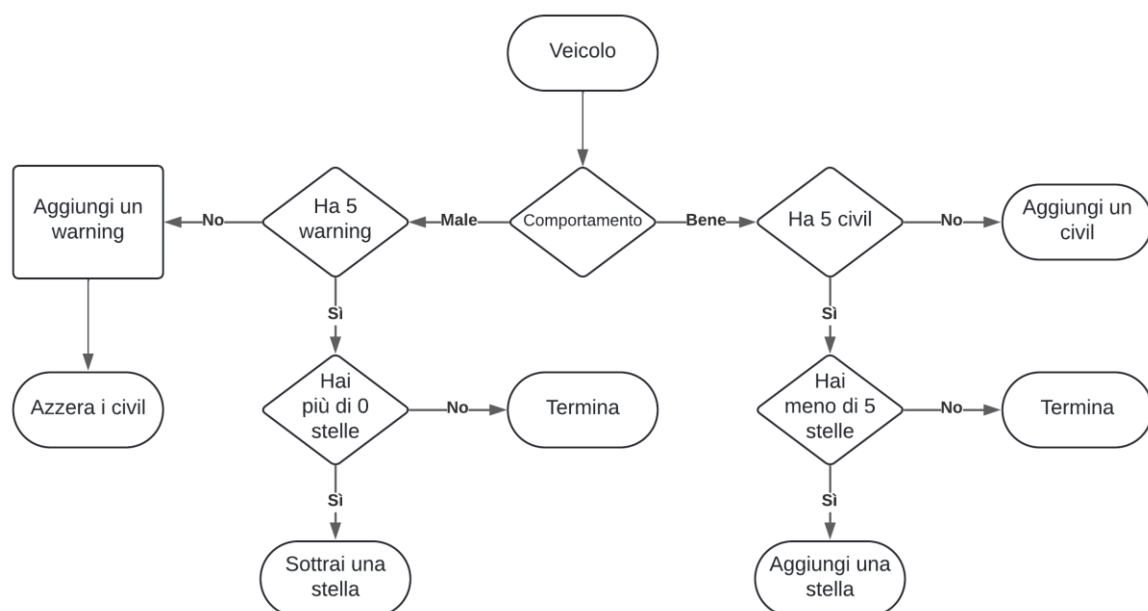 Veicolo
Aggiungi un
warning
No
Ha 5
warning
Male
Comportamento
Bene
Ha 5 civil
No
Aggiungi un
civil
Sì
Sì
Azzera i civil
Hai
più di 0
stelle
No
Termina
Hai
meno di 5
stelle
No
Termina
Sì
Sì
Sottrai una
stella
Aggiungi una
stella